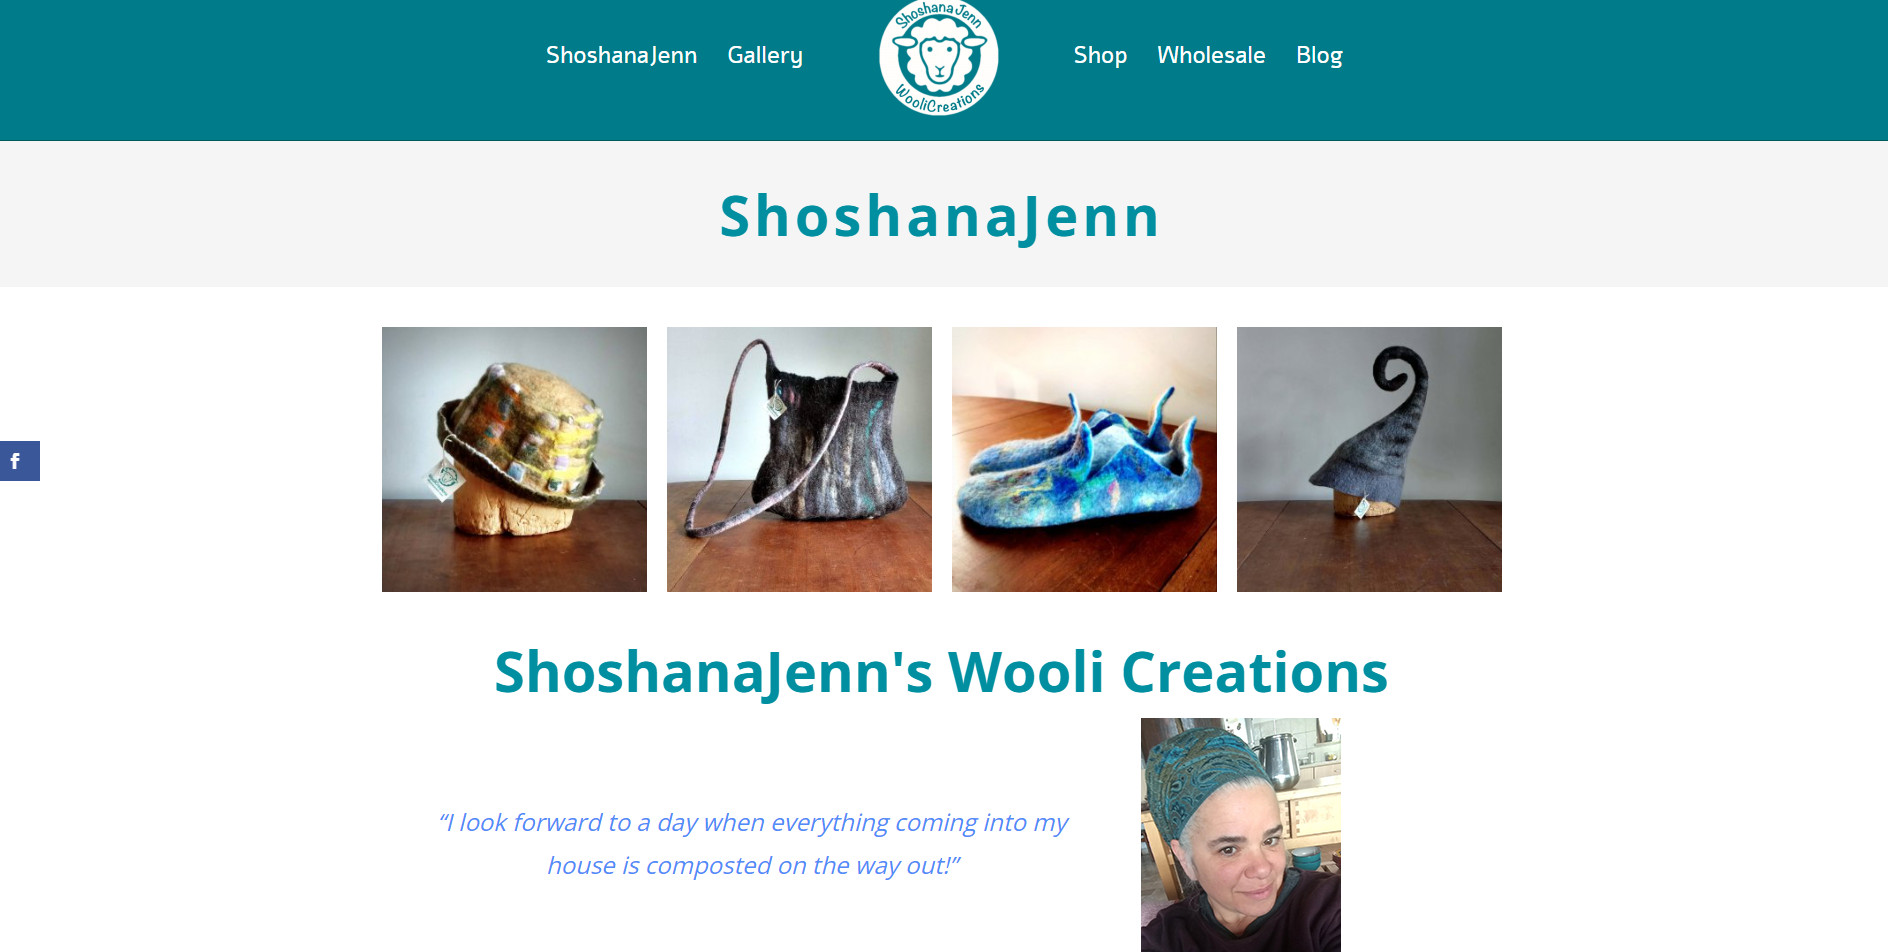 ShoshanaJenn Gallery
ShoshanaJenn
WooliCreations
Shop Wholesale Blog
ShoshanaJenn
ShoshanaJenn's Wooli Creations
“I look forward to a day when everything coming into my
house is composted on the way out!”